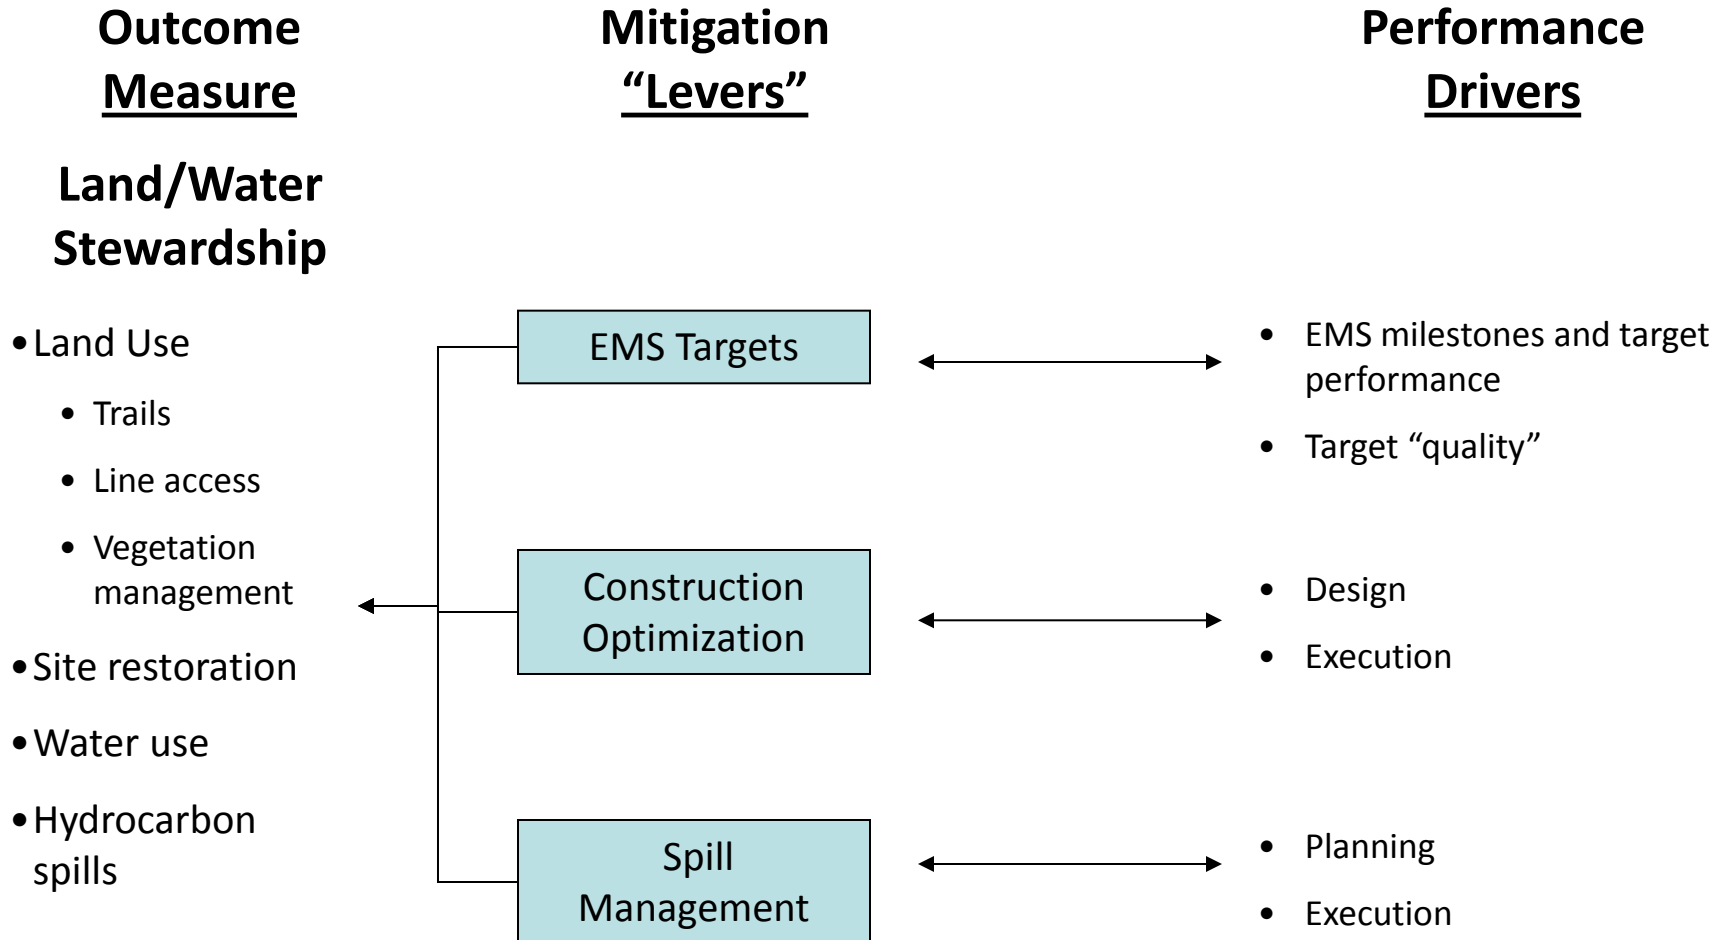 Outcome
Measure
Mitigation
“Levers”
Performance
Drivers
Land/Water
Stewardship
•Land Use
• Trails
• Line access
• Vegetation
management
•Site restoration
•Water use
•Hydrocarbon
spills
EMS Targets
Construction
Optimization
Spill
Management
• EMS milestones and target
performance
• Target “quality”
• Design
• Execution
• Planning
• Execution